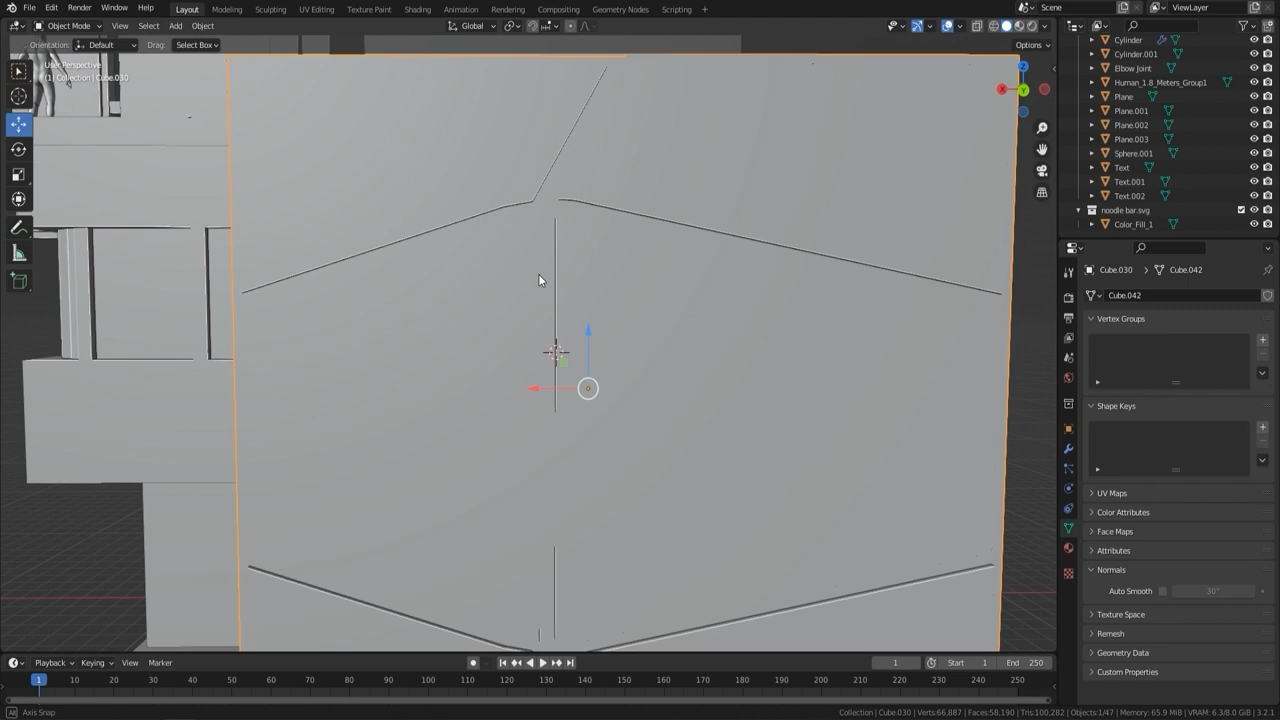 File Edit Render Window Help Layout Modeling Sculpting UV Editing Texture Paint Shading Animation Rendering Compositing Geometry Nodes Scripting + Scene ViewLayer
Object Mode View Select Add Object Global
Orientation: Default Drag: Select Box Options
User Perspective
(1) Collection | Cube.030
X
Y
Z
Cylinder
Cylinder.001
Elbow Joint
Human_1.8_Meters_Group1
Plane
Plane.001
Plane.002
Plane.003
Sphere.001
Text
Text.001
Text.002
noodle bar.svg
Color_Fill_1
Cube.030 Cube.042
Cube.042
Vertex Groups
Shape Keys
UV Maps
Color Attributes
Face Maps
Attributes
Normals
Auto Smooth 30°
Texture Space
Remesh
Geometry Data
Custom Properties
Playback Keying View Marker 1 Start 1 End 250
1 10 20 30 40 50 60 70 80 90 100 110 120 130 140 150 160 170 180 190 200 210 220 230 240 250
Axis Snap Collection | Cube.030 | Verts:66,887 | Faces:58,190 | Tris:100,282 | Objects:1/47 | Memory: 65.9 MiB | VRAM: 6.3/8.0 GiB | 3.2.1